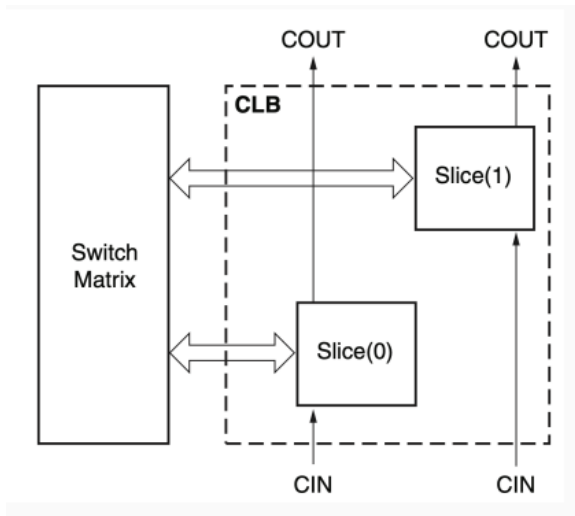 COUT
COUT
CLB
Slice(1)
Switch
Matrix
Slice(0)
CIN
CIN